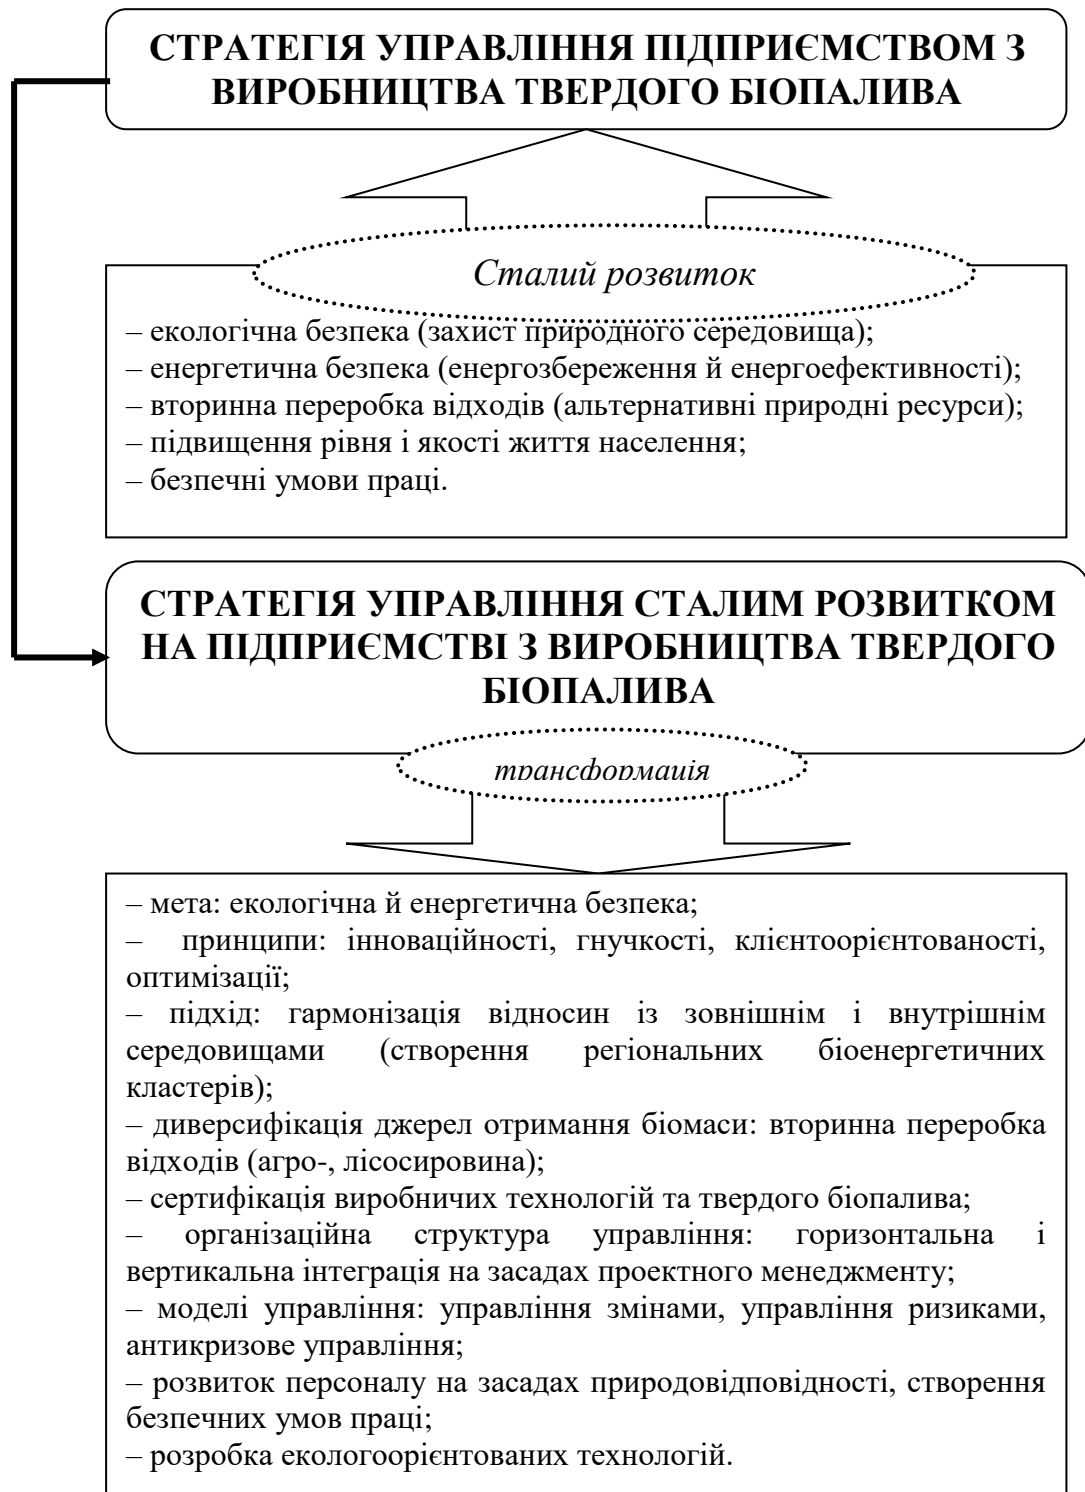 СТРАТЕГІЯ УПРАВЛІННЯ ПІДПРИЄМСТВОМ З
ВИРОБНИЦТВА ТВЕРДОГО БІОПАЛИВА
Сталий розвиток
– екологічна безпека (захист природного середовища);
– енергетична безпека (енергозбереження й енергоефективності);
– вторинна переробка відходів (альтернативні природні ресурси);
– підвищення рівня і якості життя населення;
– безпечні умови праці.
СТРАТЕГІЯ УПРАВЛІННЯ СТАЛИМ РОЗВИТКОМ
НА ПІДПРИЄМСТВІ З ВИРОБНИЦТВА ТВЕРДОГО
БІОПАЛИВА
трансформація
– мета: екологічна й енергетична безпека;
– принципи: інноваційності, гнучкості, клієнтоорієнтованості,
оптимізації;
– підхід: гармонізація відносин із зовнішнім і внутрішнім
середовищами (створення регіональних біоенергетичних
кластерів);
– диверсифікація джерел отримання біомаси: вторинна переробка
відходів (агро-, лісосировина);
– сертифікація виробничих технологій та твердого біопалива;
– організаційна структура управління: горизонтальна і
вертикальна інтеграція на засадах проектного менеджменту;
– моделі управління: управління змінами, управління ризиками,
антикризове управління;
– розвиток персоналу на засадах природовідповідності, створення
безпечних умов праці;
– розробка екологоорієнтованих технологій.